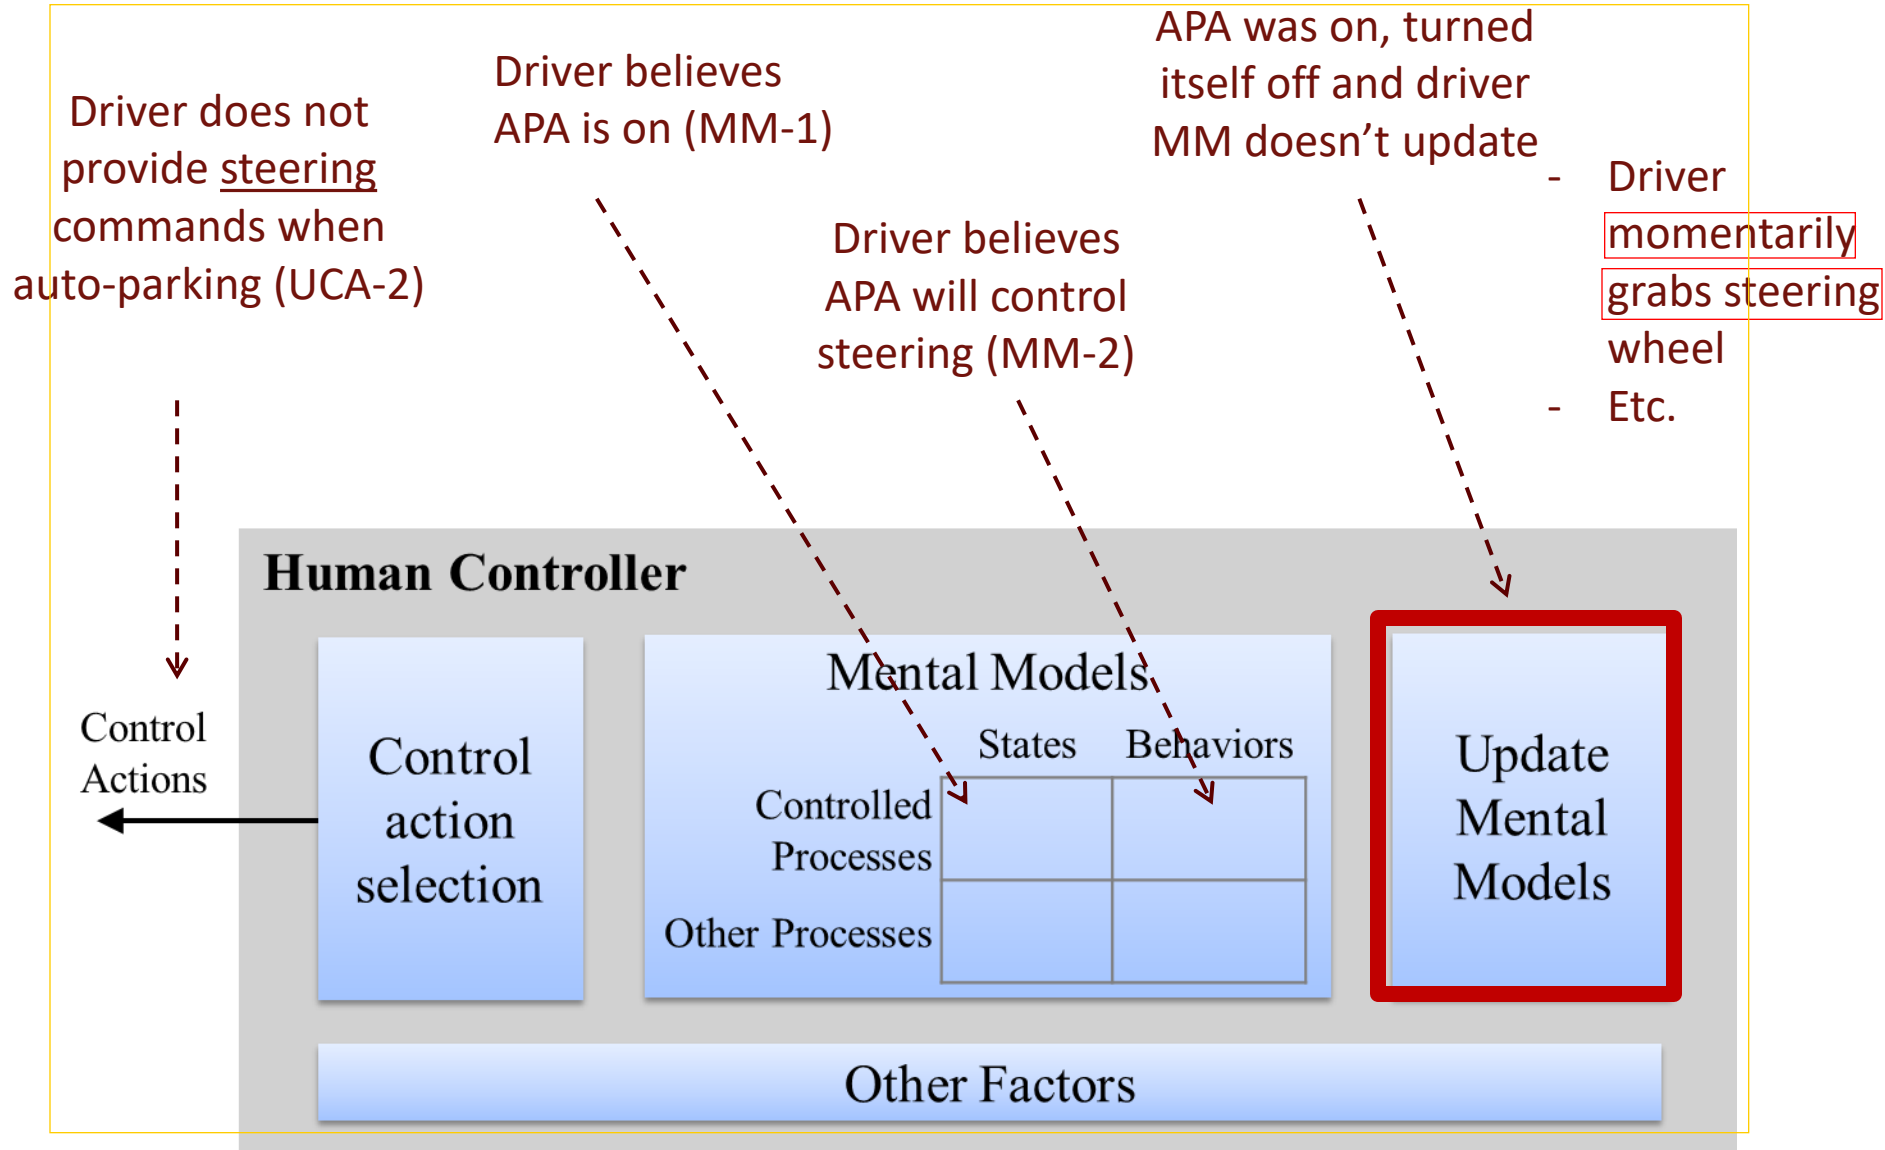 Driver does not
provide steering
commands when
auto-parking (UCA-2)
Driver believes
APA is on (MM-1)
Driver believes
APA will control
steering (MM-2)
APA was on, turned
itself off and driver
MM doesn’t update
- Driver
momentarily
grabs steering
wheel
- Etc.
Human Controller
Control
Actions
Control
action
selection
Mental Models
States Behaviors
Controlled
Processes
Other Processes
Update
Mental
Models
Other Factors